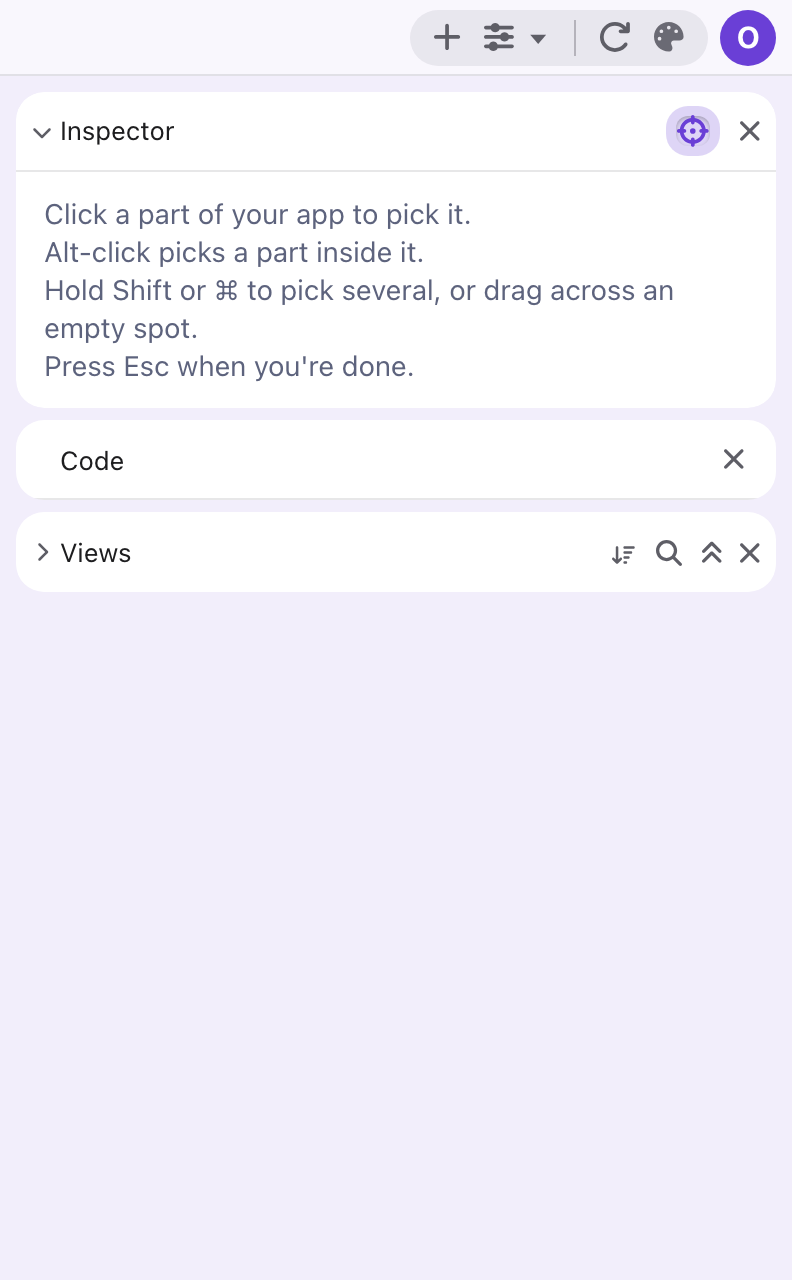 O
Inspector
Click a part of your app to pick it.
Alt-click picks a part inside it.
Hold Shift or ⌘ to pick several, or drag across an
empty spot.
Press Esc when you're done.
Code
Views